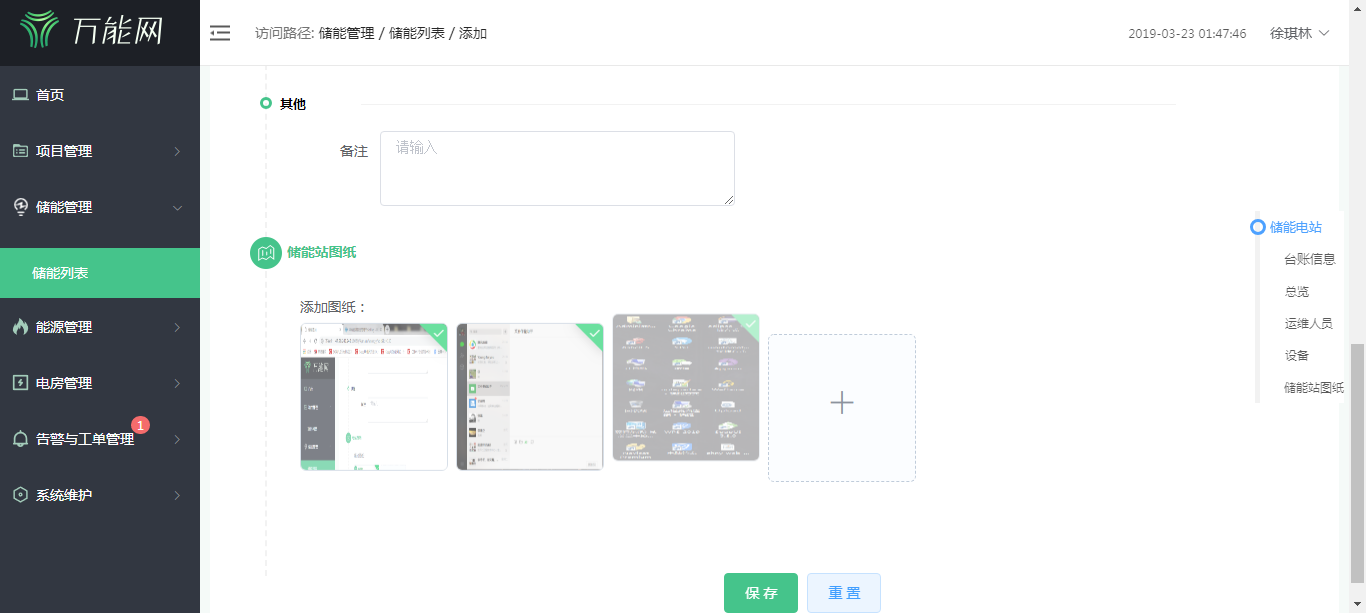 万能网
访问路径: 储能管理 / 储能列表 / 添加
2019-03-23 01:47:46
徐琪林
首页
项目管理
储能管理
储能列表
能源管理
电房管理
告警与工单管理
1
系统维护
其他
备注
请输入
储能站图纸
添加图纸：
保存
重置
储能电站
台账信息
总览
运维人员
设备
储能站图纸